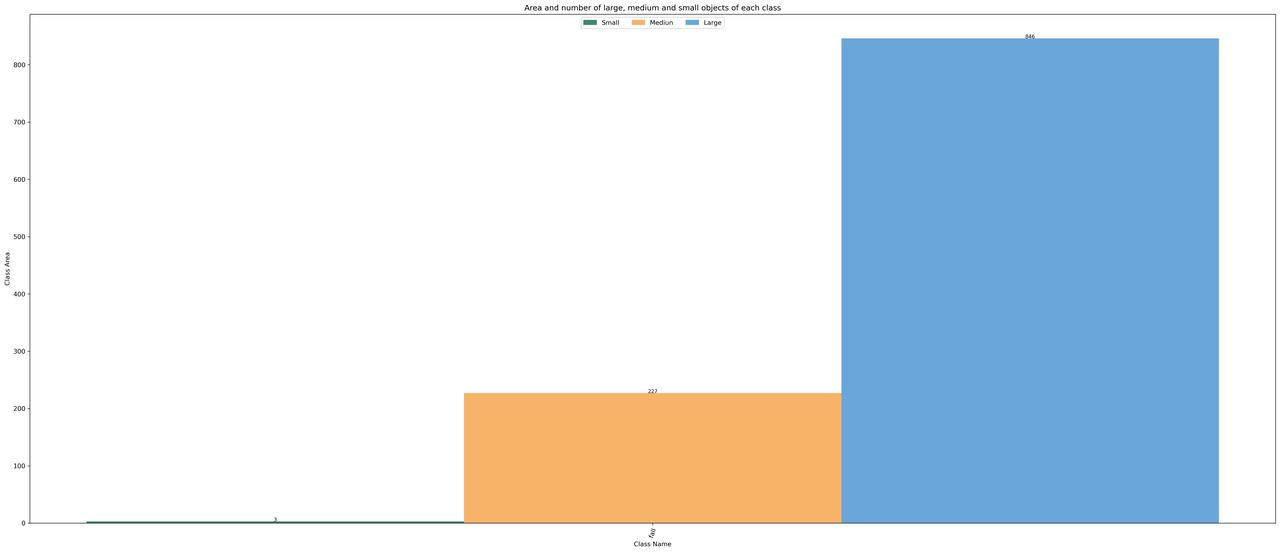 Area and number of large, medium and small objects of each class
Small Mediun Large
846
800
700
600
500
Class Area
400
300
227
200
100
3
0
fall
Class Name